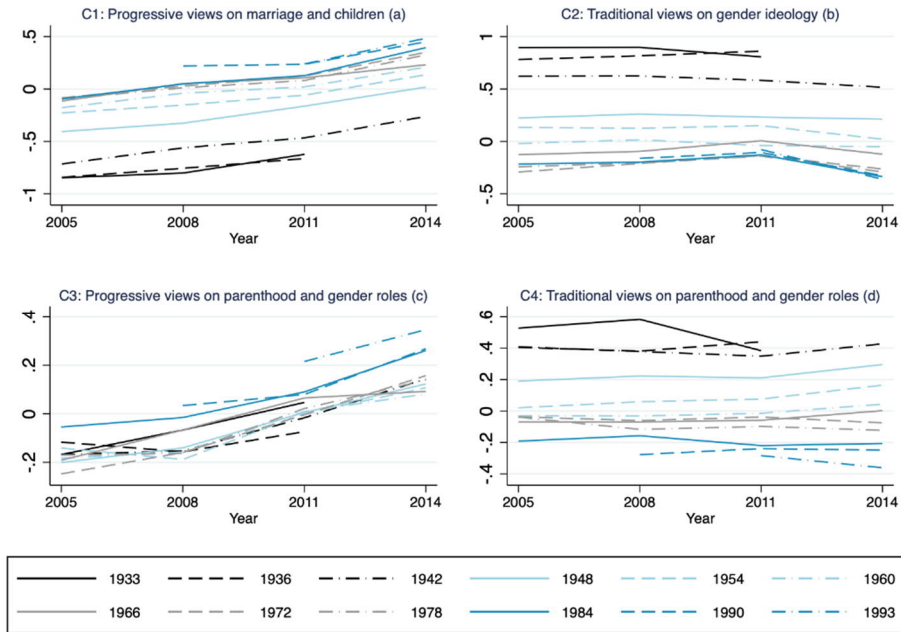 C1: Progressive views on marriage and children (a)
.5
0
-.5
-1
2005 2008 2011 2014
Year
C2: Traditional views on gender ideology (b)
1
.5
0
-.5
2005 2008 2011 2014
Year
C3: Progressive views on parenthood and gender roles (c)
.4
.2
0
-.2
2005 2008 2011 2014
Year
C4: Traditional views on parenthood and gender roles (d)
.6
.4
.2
0
-.2
-.4
2005 2008 2011 2014
Year
1933 1936 1942 1948 1954 1960
1966 1972 1978 1984 1990 1993